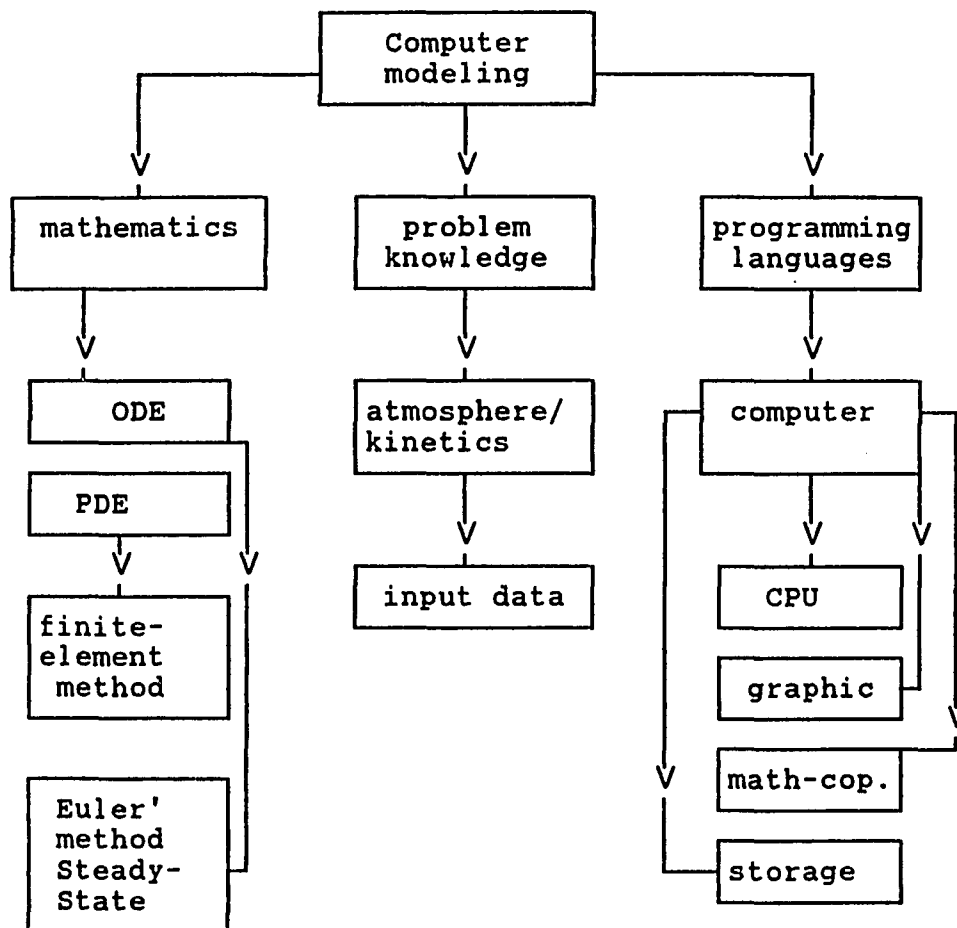 Computer
modeling
mathematics
problem
knowledge
programming
languages
ODE
atmosphere/
kinetics
computer
PDE
input data
CPU
finite-
element
method
graphic
math-cop.
Euler'
method
Steady-
State
storage